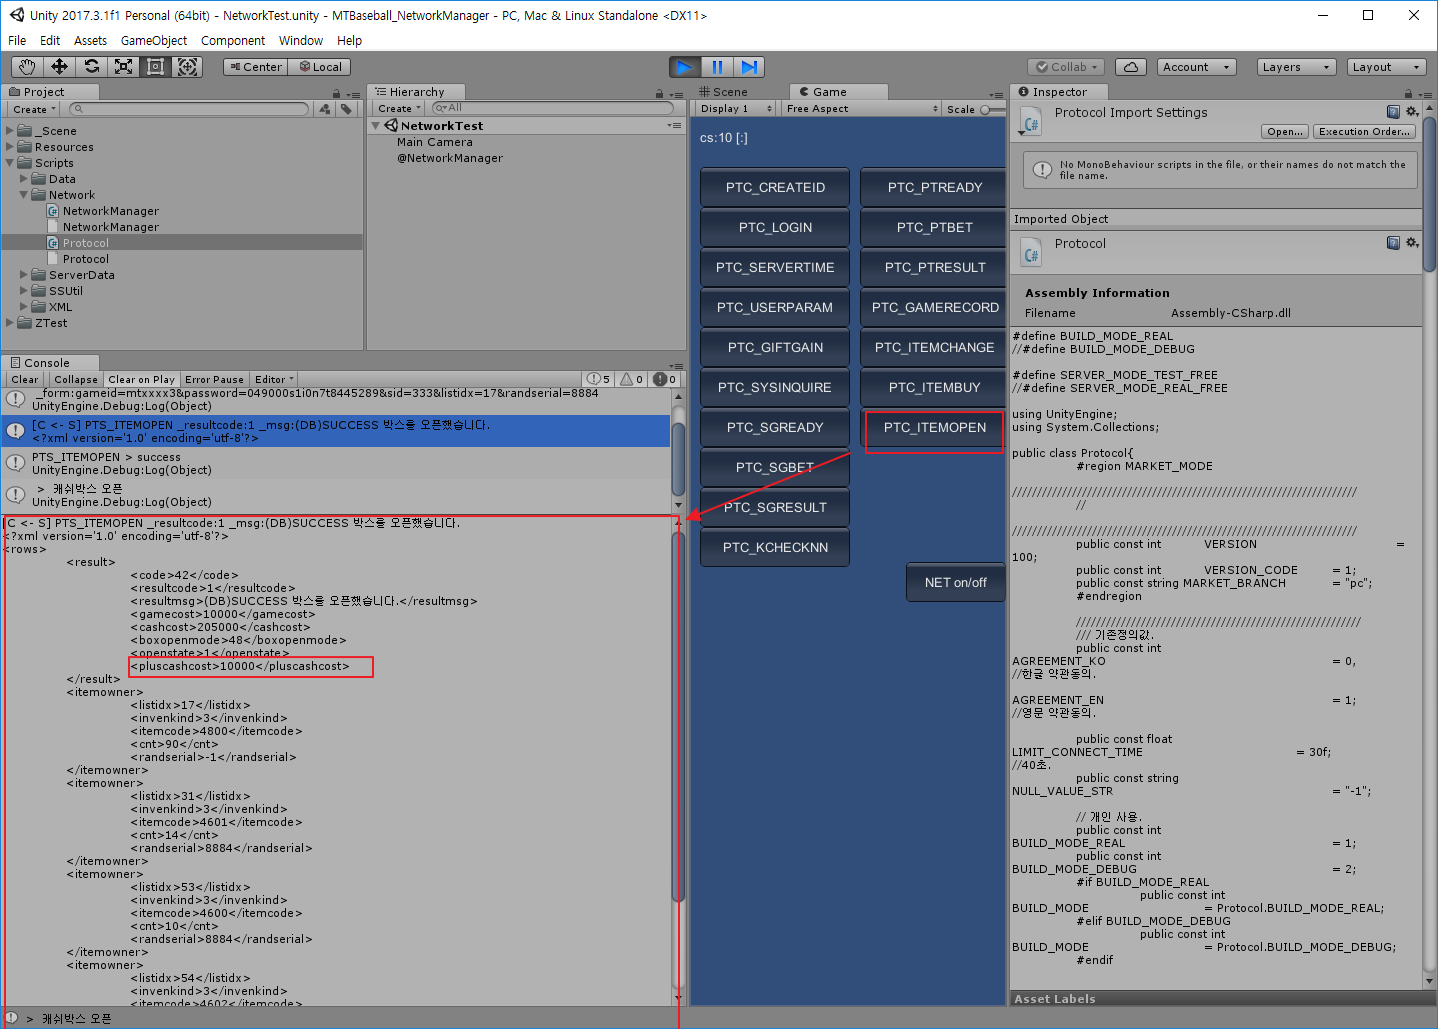 Unity 2017.3.1f1 Personal (64bit) - NetworkTest.unity - MTBaseball_NetworkManager - PC, Mac & Linux Standalone <DX11>
File Edit Assets GameObject Component Window Help
Center Local Collab Account Layers Layout
Project
Create
_Scene
Resources
Scripts
Data
Network
NetworkManager
NetworkManager
Protocol
Protocol
ServerData
SSUtil
XML
ZTest
Hierarchy
Create All
NetworkTest
Main Camera
@NetworkManager
Console
Clear Collapse Clear on Play Error Pause Editor 5 0 0
_form:gameid=mtxxxx3&password=049000s1i0n7t8445289&sid=333&listidx=17&randserial=8884
UnityEngine.Debug:Log(Object)
[C <- S] PTS_ITEMOPEN _resultcode:1 _msg:(DB)SUCCESS 박스를 오픈했습니다.
<?xml version='1.0' encoding='utf-8'?>
PTS_ITEMOPEN > success
UnityEngine.Debug:Log(Object)
> 캐쉬박스 오픈
UnityEngine.Debug:Log(Object)
[C <- S] PTS_ITEMOPEN _resultcode:1 _msg:(DB)SUCCESS 박스를 오픈했습니다.
<?xml version='1.0' encoding='utf-8'?>
<rows>
<result>
<code>42</code>
<resultcode>1</resultcode>
<resultmsg>(DB)SUCCESS 박스를 오픈했습니다.</resultmsg>
<gamecost>10000</gamecost>
<cashcost>205000</cashcost>
<boxopenmode>48</boxopenmode>
<openstate>1</openstate>
<pluscashcost>10000</pluscashcost>
</result>
<itemowner>
<listidx>17</listidx>
<invenkind>3</invenkind>
<itemcode>4800</itemcode>
<cnt>90</cnt>
<randserial>-1</randserial>
</itemowner>
<itemowner>
<listidx>31</listidx>
<invenkind>3</invenkind>
<itemcode>4601</itemcode>
<cnt>14</cnt>
<randserial>8884</randserial>
</itemowner>
<itemowner>
<listidx>53</listidx>
<invenkind>3</invenkind>
<itemcode>4600</itemcode>
<cnt>10</cnt>
<randserial>8884</randserial>
</itemowner>
<itemowner>
<listidx>54</listidx>
<invenkind>3</invenkind>
<itemcode>4602</itemcode>
> 캐쉬박스 오픈
Scene Game
Display 1 Free Aspect Scale
cs:10 [:]
PTC_CREATEID
PTC_LOGIN
PTC_SERVERTIME
PTC_USERPARAM
PTC_GIFTGAIN
PTC_SYSINQUIRE
PTC_SGREADY
PTC_SGBET
PTC_SGRESULT
PTC_KCHECKNN
PTC_PTREADY
PTC_PTBET
PTC_PTRESULT
PTC_GAMERECORD
PTC_ITEMCHANGE
PTC_ITEMBUY
PTC_ITEMOPEN
NET on/off
Inspector
Protocol Import Settings
Open... Execution Order...
No MonoBehaviour scripts in the file, or their names do not match the
file name.
Imported Object
Protocol
Assembly Information
Filename Assembly-CSharp.dll
#define BUILD_MODE_REAL
//#define BUILD_MODE_DEBUG
#define SERVER_MODE_TEST_FREE
//#define SERVER_MODE_REAL_FREE
using UnityEngine;
using System.Collections;
public class Protocol{
#region MARKET_MODE
/////////////////////////////////////////////////////////////////////
//
/////////////////////////////////////////////////////////////////////
public const int VERSION =
100;
public const int VERSION_CODE = 1;
public const string MARKET_BRANCH = "pc";
#endregion
/////////////////////////////////////////////////////////
/// 기존정의값.
public const int
AGREEMENT_KO = 0,
//한글 약관동의.
AGREEMENT_EN = 1;
//영문 약관동의.
public const float
LIMIT_CONNECT_TIME = 30f;
//40초.
public const string
NULL_VALUE_STR = "-1";
// 개인 사용.
public const int
BUILD_MODE_REAL = 1;
public const int
BUILD_MODE_DEBUG = 2;
#if BUILD_MODE_REAL
public const int
BUILD_MODE = Protocol.BUILD_MODE_REAL;
#elif BUILD_MODE_DEBUG
public const int
BUILD_MODE = Protocol.BUILD_MODE_DEBUG;
#endif
Asset Labels